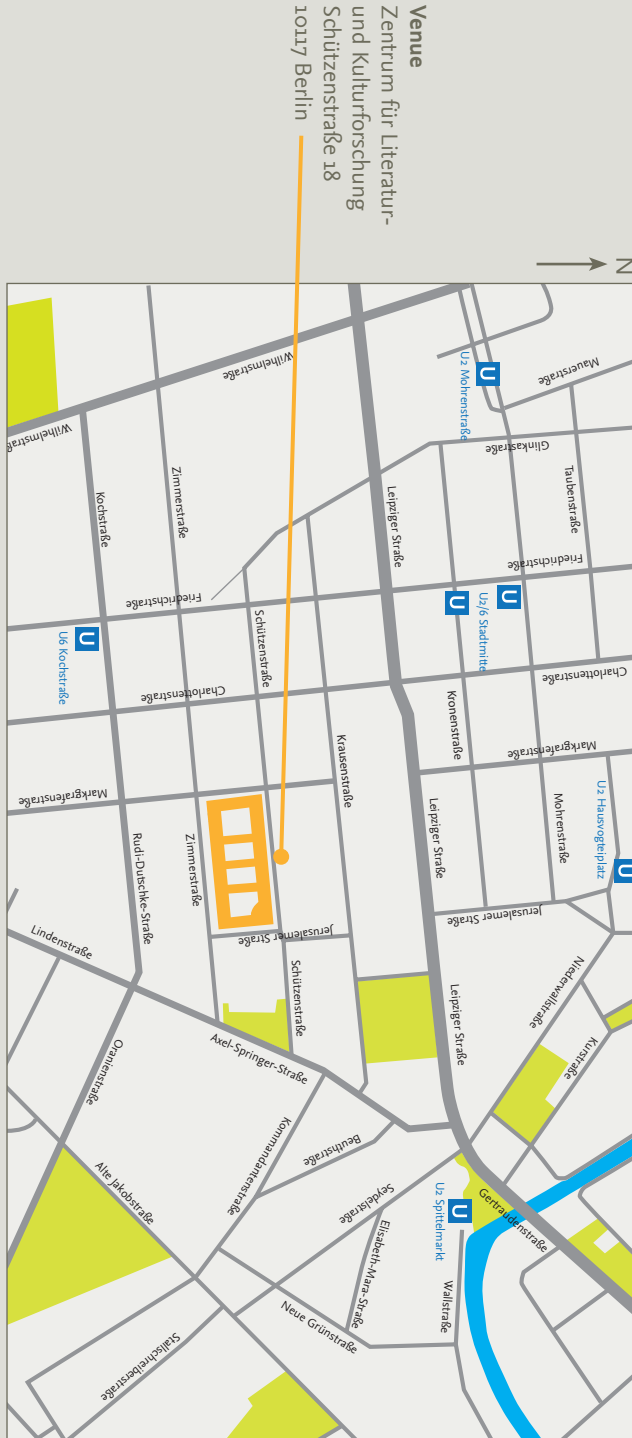 Venue
Zentrum für Literatur-
und Kulturforschung
Schützenstraße 18
10117 Berlin
N
Wilhelmstraße
Wilhelmstraße
U2 Mohrenstraße
U
Mauerstraße
Glinkastraße
Taubenstraße
Leipziger Straße
Zimmerstraße
Kochstraße
Friedrichstraße
Friedrichstraße
U2/6 Stadtmitte
U
U
U6 Kochstraße
U
Schützenstraße
Charlottenstraße
Charlottenstraße
Kronenstraße
Krausenstraße
Markgrafenstraße
Markgrafenstraße
Leipziger Straße
Mohrenstraße
U2 Hausvogteiplatz
U
Rudi-Dutschke-Straße
Zimmerstraße
Jerusalemer Straße
Jerusalemer Straße
Lindenstraße
Schützenstraße
Leipziger Straße
Niederwallstraße
Kurstraße
Axel-Springer-Straße
Oranienstraße
Kommandantenstraße
Beuthstraße
Seydelstraße
Alte Jakobstraße
U2 Spittelmarkt
U
Gertraudenstraße
Elisabeth-Mara-Straße
Wallstraße
Neue Grünstraße
Stallschreiberstraße